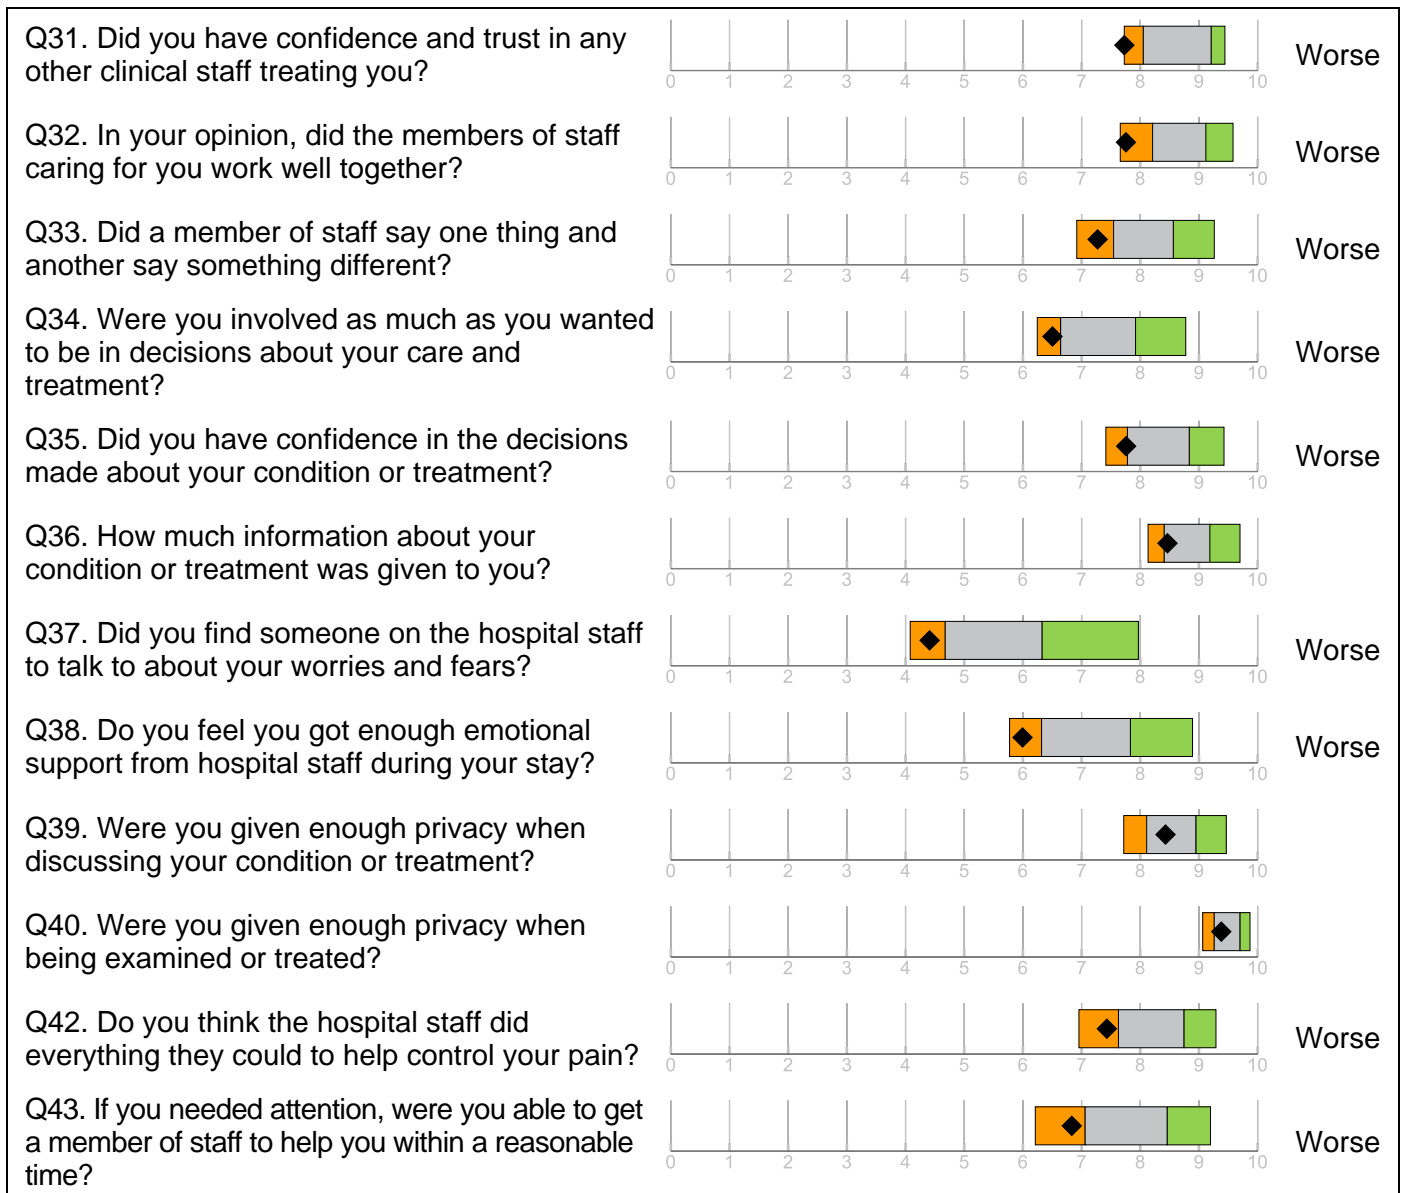 Q31. Did you have confidence and trust in any
other clinical staff treating you?
0 1 2 3 4 5 6 7 8 9 10
Worse
Q32. In your opinion, did the members of staff
caring for you work well together?
0 1 2 3 4 5 6 7 8 9 10
Worse
Q33. Did a member of staff say one thing and
another say something different?
0 1 2 3 4 5 6 7 8 9 10
Worse
Q34. Were you involved as much as you wanted
to be in decisions about your care and
treatment?
0 1 2 3 4 5 6 7 8 9 10
Worse
Q35. Did you have confidence in the decisions
made about your condition or treatment?
0 1 2 3 4 5 6 7 8 9 10
Worse
Q36. How much information about your
condition or treatment was given to you?
0 1 2 3 4 5 6 7 8 9 10
Q37. Did you find someone on the hospital staff
to talk to about your worries and fears?
0 1 2 3 4 5 6 7 8 9 10
Worse
Q38. Do you feel you got enough emotional
support from hospital staff during your stay?
0 1 2 3 4 5 6 7 8 9 10
Worse
Q39. Were you given enough privacy when
discussing your condition or treatment?
0 1 2 3 4 5 6 7 8 9 10
Q40. Were you given enough privacy when
being examined or treated?
0 1 2 3 4 5 6 7 8 9 10
Q42. Do you think the hospital staff did
everything they could to help control your pain?
0 1 2 3 4 5 6 7 8 9 10
Worse
Q43. If you needed attention, were you able to get
a member of staff to help you within a reasonable
time?
0 1 2 3 4 5 6 7 8 9 10
Worse